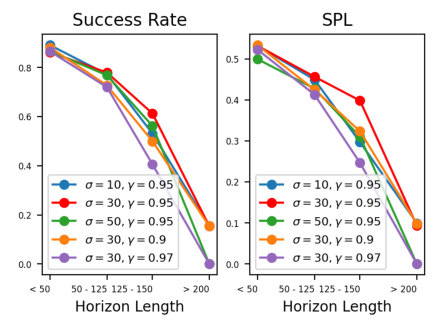 Success Rate
0.8
0.6
0.4
0.2
0.0
σ = 10, γ = 0.95
σ = 30, γ = 0.95
σ = 50, γ = 0.95
σ = 30, γ = 0.9
σ = 30, γ = 0.97
< 50
50 - 125
125 - 150
> 200
Horizon Length
SPL
0.5
0.4
0.3
0.2
0.1
0.0
σ = 10, γ = 0.95
σ = 30, γ = 0.95
σ = 50, γ = 0.95
σ = 30, γ = 0.9
σ = 30, γ = 0.97
< 50
50 - 125
125 - 150
> 200
Horizon Length